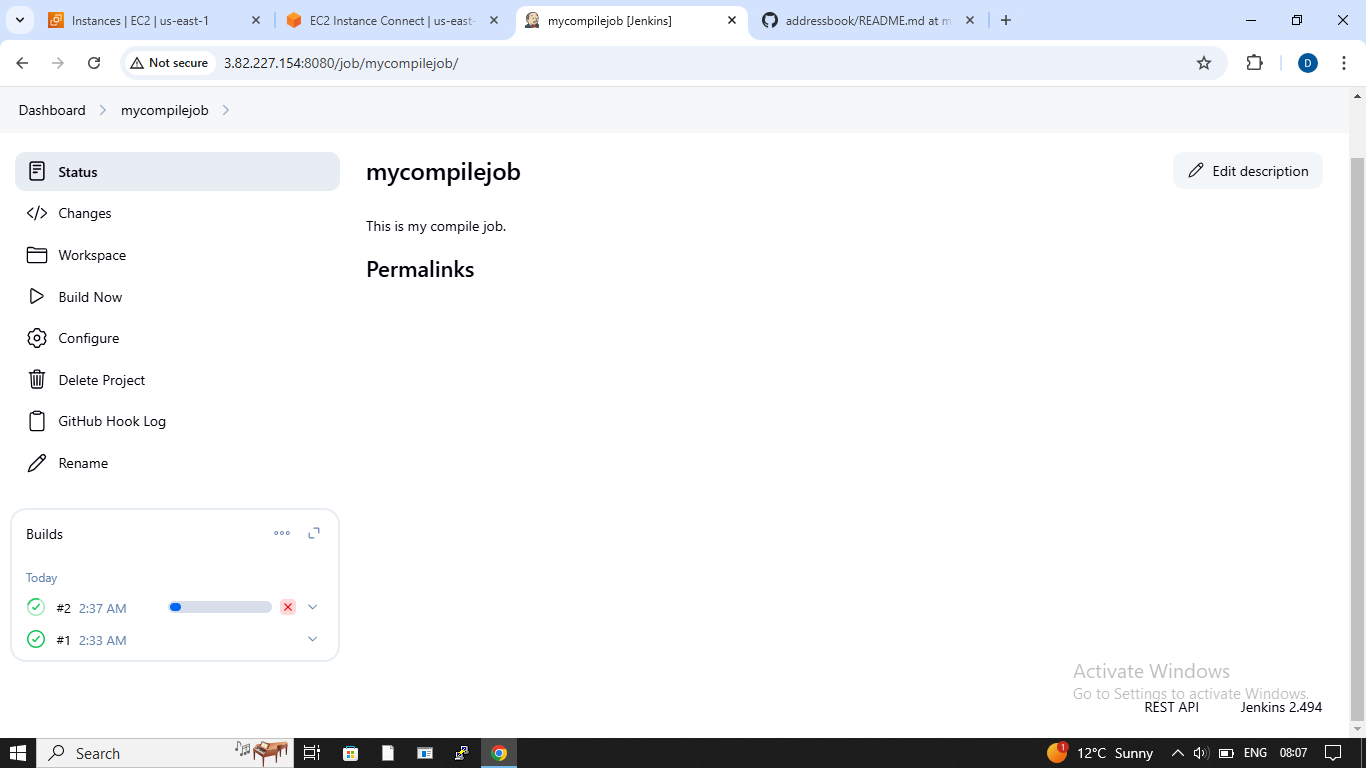 Instances | EC2 | us-east-1
EC2 Instance Connect | us-east-
mycompilejob [Jenkins]
addressbook/README.md at m
Not secure
3.82.227.154:8080/job/mycompilejob/
D
Dashboard
mycompilejob
Status
Changes
Workspace
Build Now
Configure
Delete Project
GitHub Hook Log
Rename
Builds
Today
#2 2:37 AM
#1 2:33 AM
mycompilejob
Edit description
This is my compile job.
Permalinks
Activate Windows
Go to Settings to activate Windows.
REST API
Jenkins 2.494
Search
1
12°C Sunny
ENG
08:07